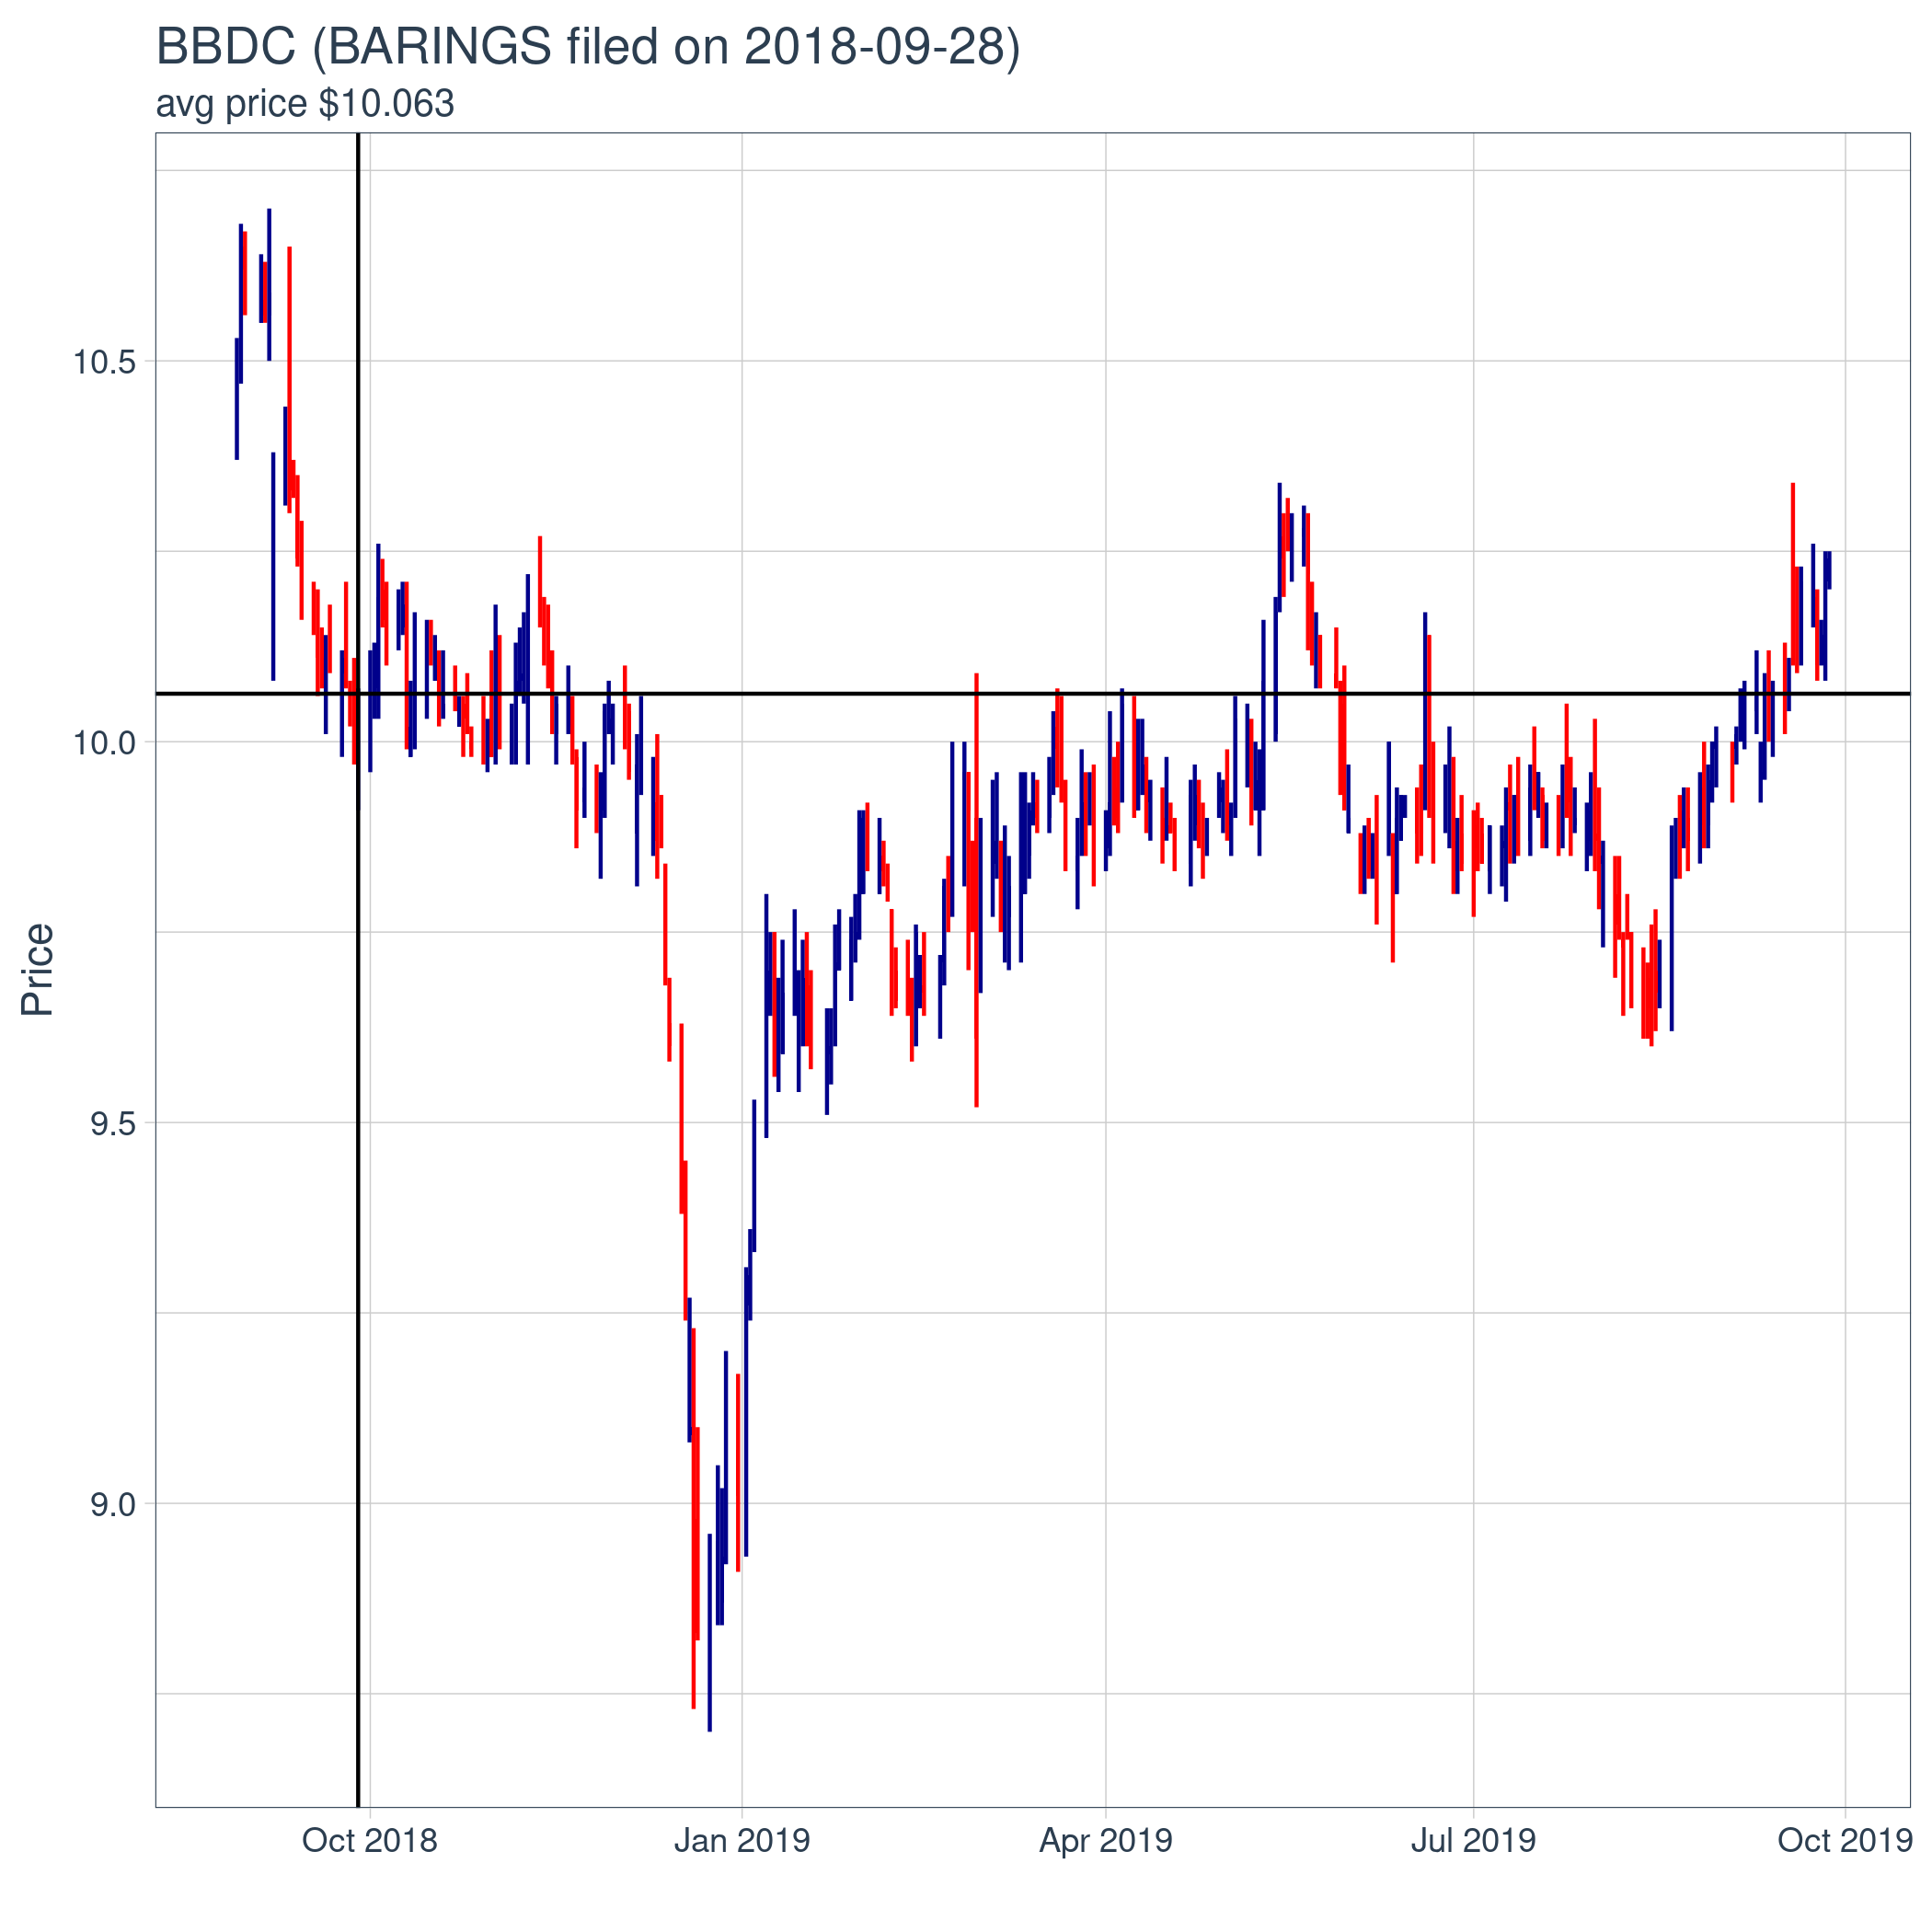 BBDC (BARINGS filed on 2018-09-28)
avg price $10.063
10.5
10.0
9.5
9.0
Price
Oct 2018
Jan 2019
Apr 2019
Jul 2019
Oct 2019